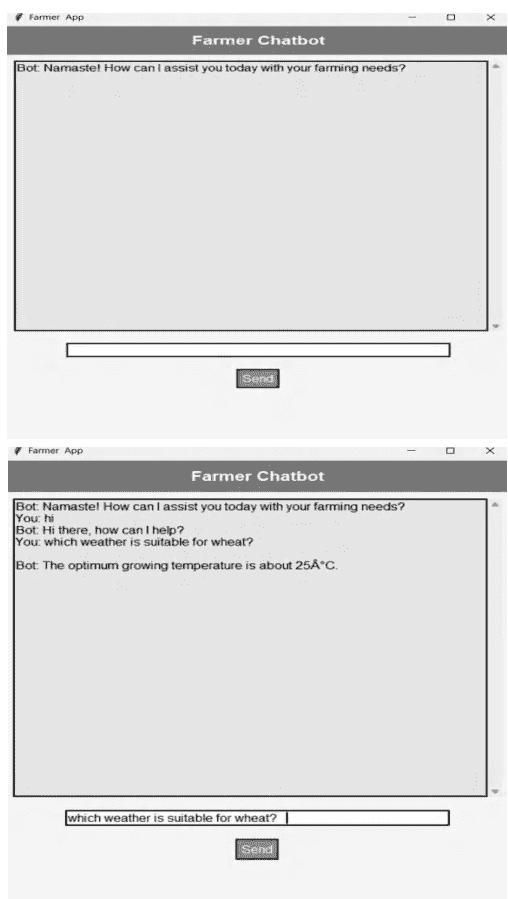 Farmer App
Farmer Chatbot
Bot: Namaste! How can I assist you today with your farming needs?
Send
Farmer App
Farmer Chatbot
Bot: Namaste! How can I assist you today with your farming needs?
You: hi
Bot: Hi there, how can I help?
You: which weather is suitable for wheat?
Bot: The optimum growing temperature is about 25Â°C.
which weather is suitable for wheat?
Send